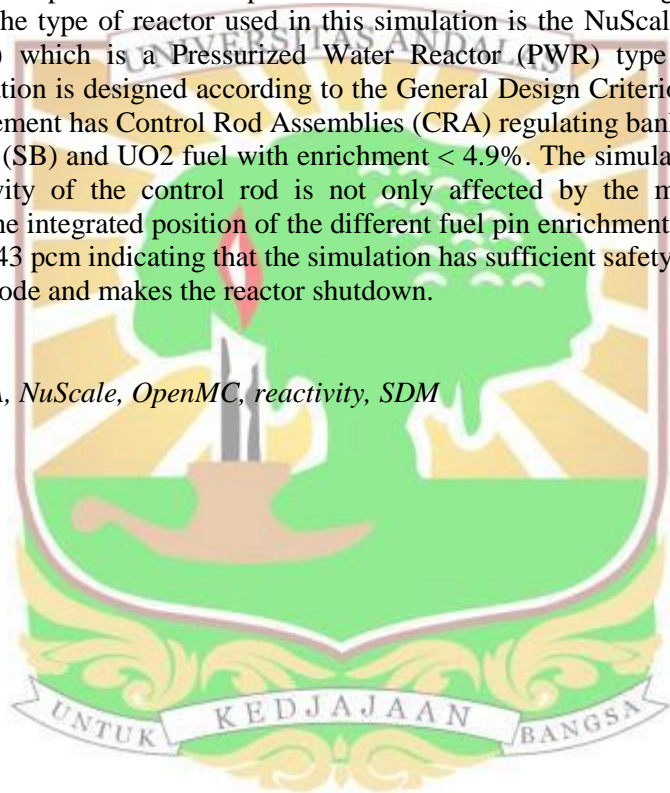 he type of reactor used in this simulation is the NuScal
) which is a Pressurized Water Reactor (PWR) type
UNIVERSITAS ANDALAS
ation is designed according to the General Design Criterio
ement has Control Rod Assemblies (CRA) regulating ban
(SB) and UO2 fuel with enrichment < 4.9%. The simula
vity of the control rod is not only affected by the m
ne integrated position of the different fuel pin enrichment
43 pcm indicating that the simulation has sufficient safety
ode and makes the reactor shutdown.
, NuScale, OpenMC, reactivity, SDM
UNTUK KEDJAJAAN BANGSA